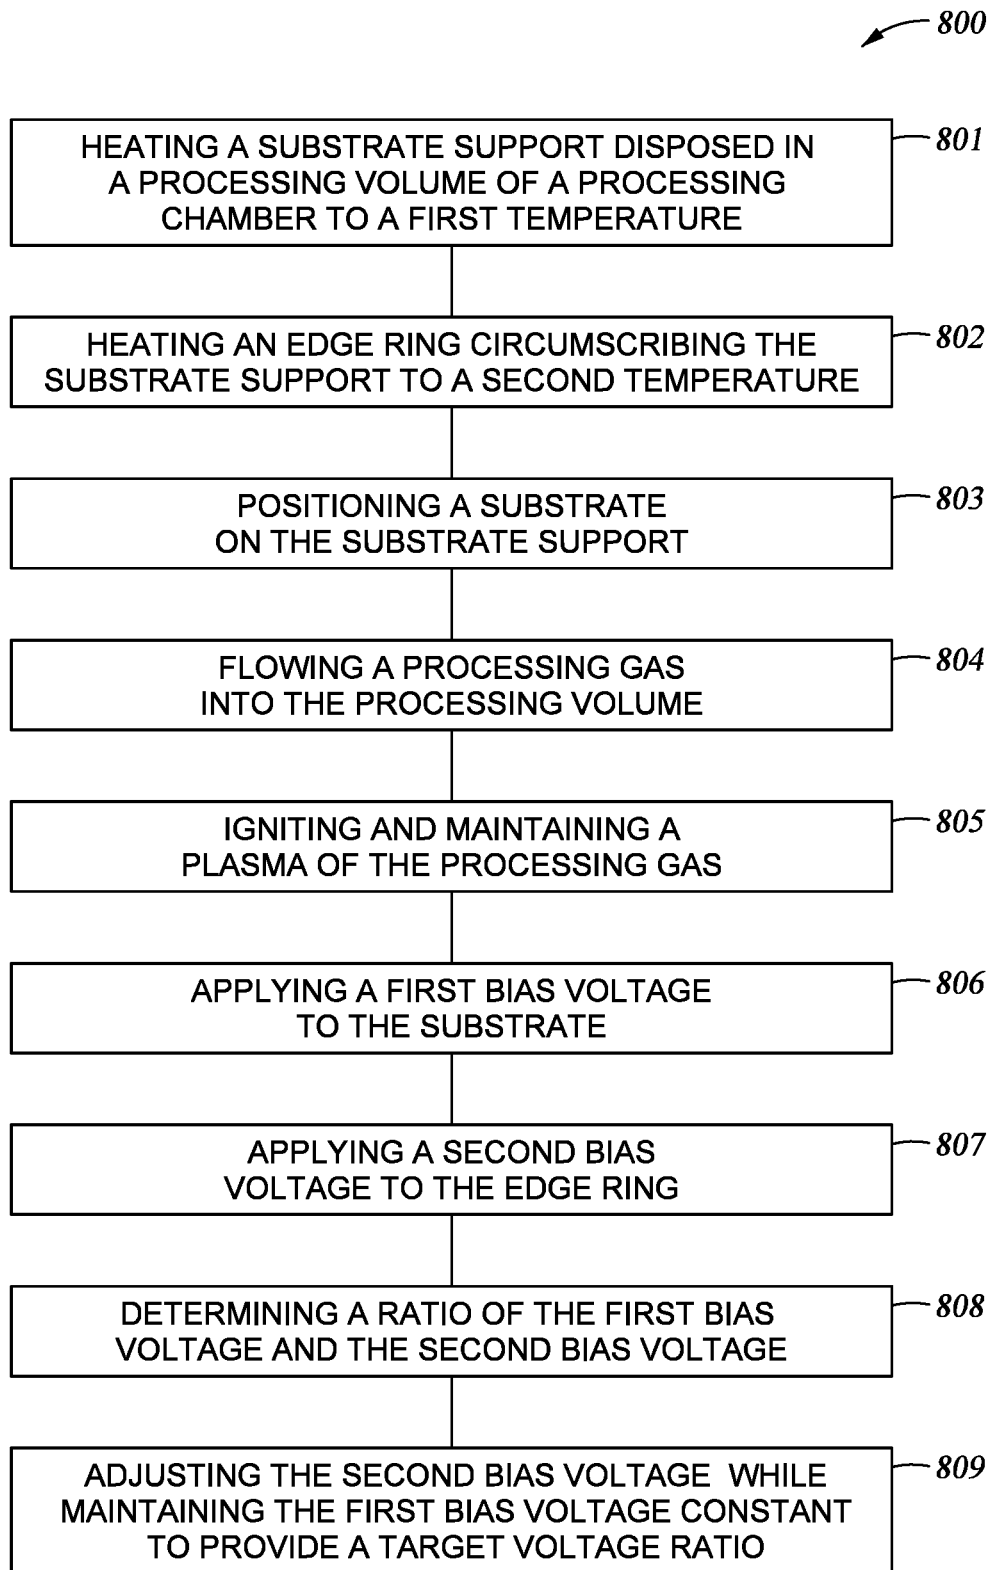 800
HEATING A SUBSTRATE SUPPORT DISPOSED IN
A PROCESSING VOLUME OF A PROCESSING
CHAMBER TO A FIRST TEMPERATURE
801
HEATING AN EDGE RING CIRCUMSCRIBING THE
SUBSTRATE SUPPORT TO A SECOND TEMPERATURE
802
POSITIONING A SUBSTRATE
ON THE SUBSTRATE SUPPORT
803
FLOWING A PROCESSING GAS
INTO THE PROCESSING VOLUME
804
IGNITING AND MAINTAINING A
PLASMA OF THE PROCESSING GAS
805
APPLYING A FIRST BIAS VOLTAGE
TO THE SUBSTRATE
806
APPLYING A SECOND BIAS
VOLTAGE TO THE EDGE RING
807
DETERMINING A RATIO OF THE FIRST BIAS
VOLTAGE AND THE SECOND BIAS VOLTAGE
808
ADJUSTING THE SECOND BIAS VOLTAGE WHILE
MAINTAINING THE FIRST BIAS VOLTAGE CONSTANT
TO PROVIDE A TARGET VOLTAGE RATIO
809